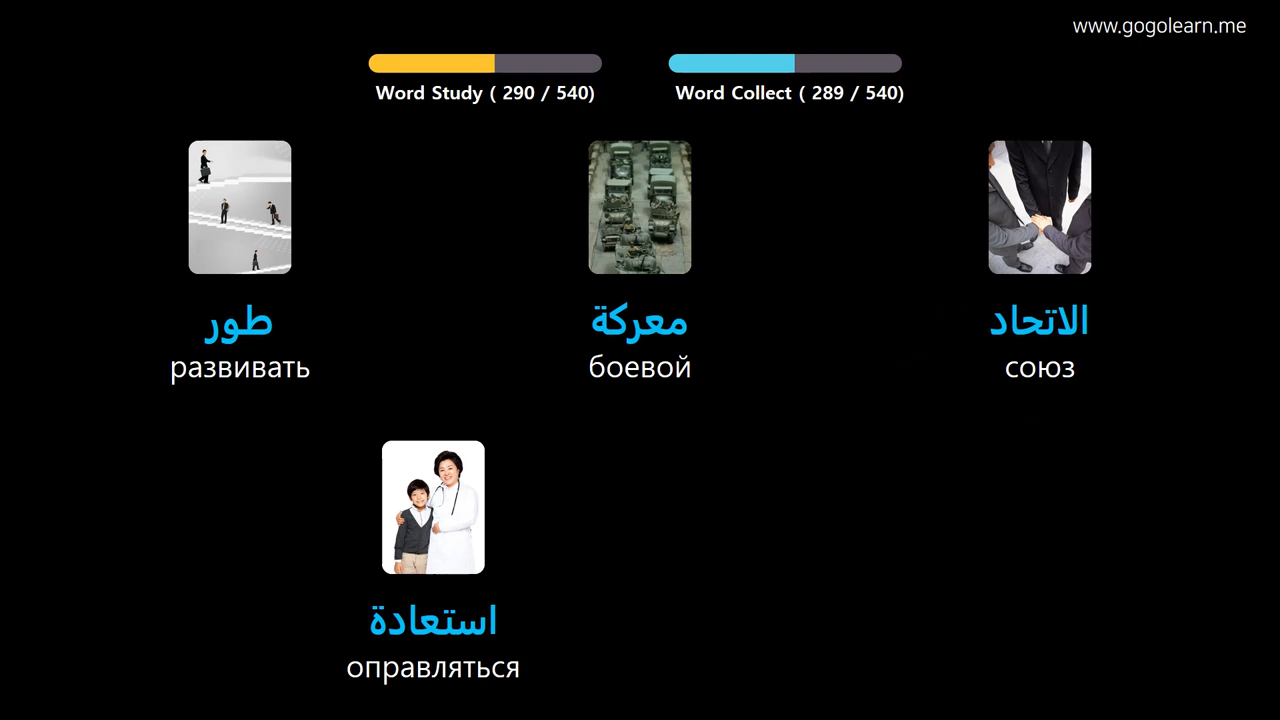 www.gogolearn.me
Word Study ( 290 / 540)
Word Collect ( 289 / 540)
طور
развивать
معركة
боевой
الاتحاد
союз
استعادة
оправляться